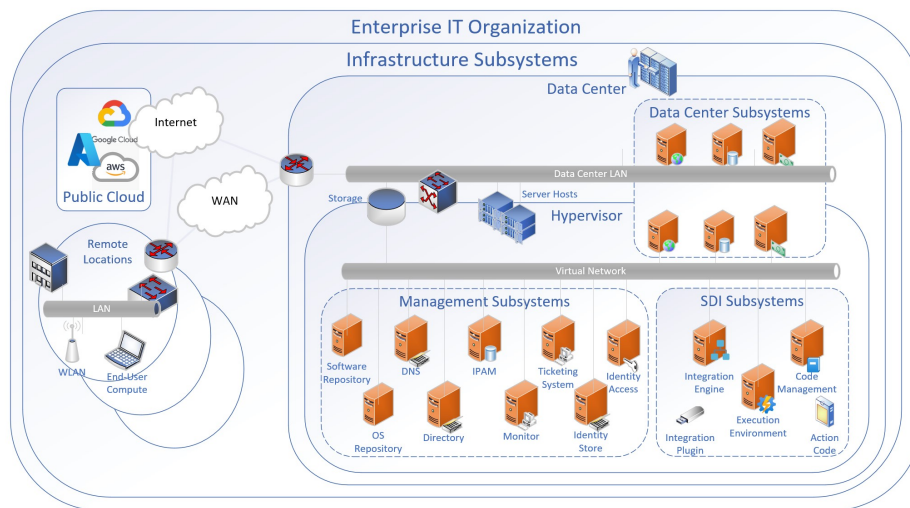 Enterprise IT Organization
Infrastructure Subsystems
Data Center
Data Center Subsystems
Google Cloud
aws
Public Cloud
Internet
WAN
Data Center LAN
Storage
Server Hosts
Hypervisor
Remote
Locations
LAN
WLAN
End-User
Compute
Virtual Network
Management Subsystems
Software
Repository
DNS
IPAM
Ticketing
System
Identity
Access
OS
Repository
Directory
Monitor
Identity
Store
SDI Subsystems
Integration
Engine
Code
Management
Execution
Environment
Integration
Plugin
Action
Code